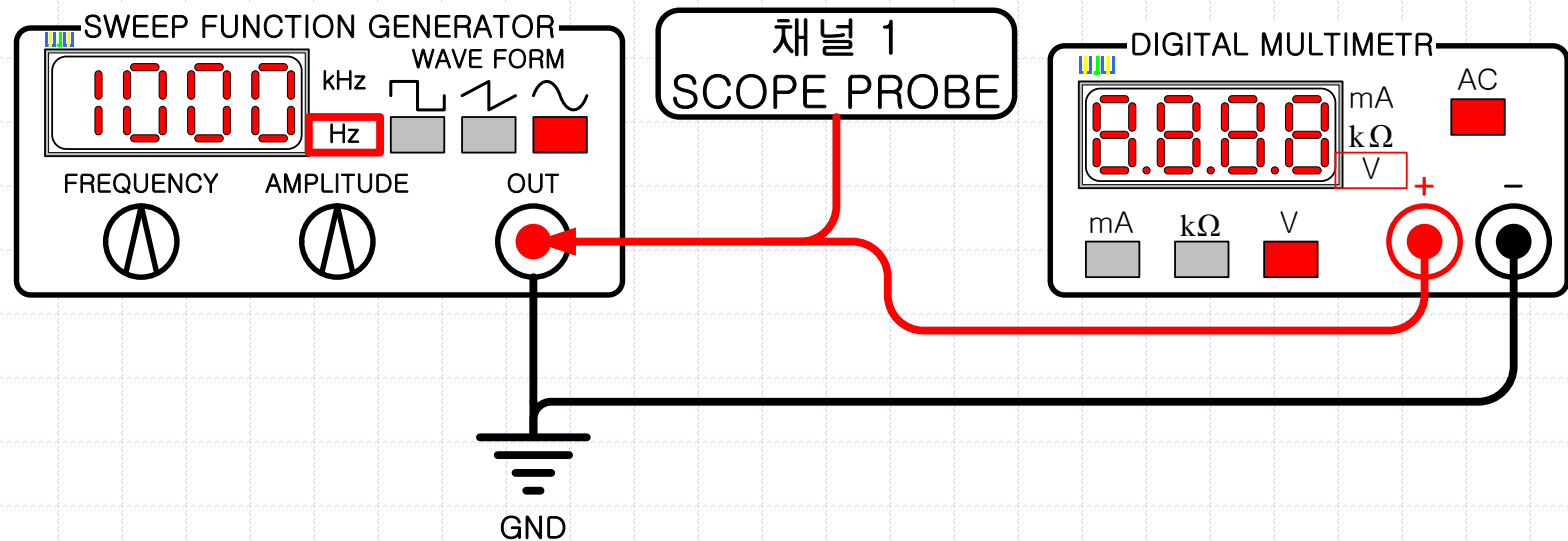 SWEEP FUNCTION GENERATOR
1000
kHz
Hz
WAVE FORM
FREQUENCY
AMPLITUDE
OUT
채널 1
SCOPE PROBE
DIGITAL MULTIMETR
8.8.8.8
mA
kΩ
V
AC
mA
kΩ
V
+
−
GND